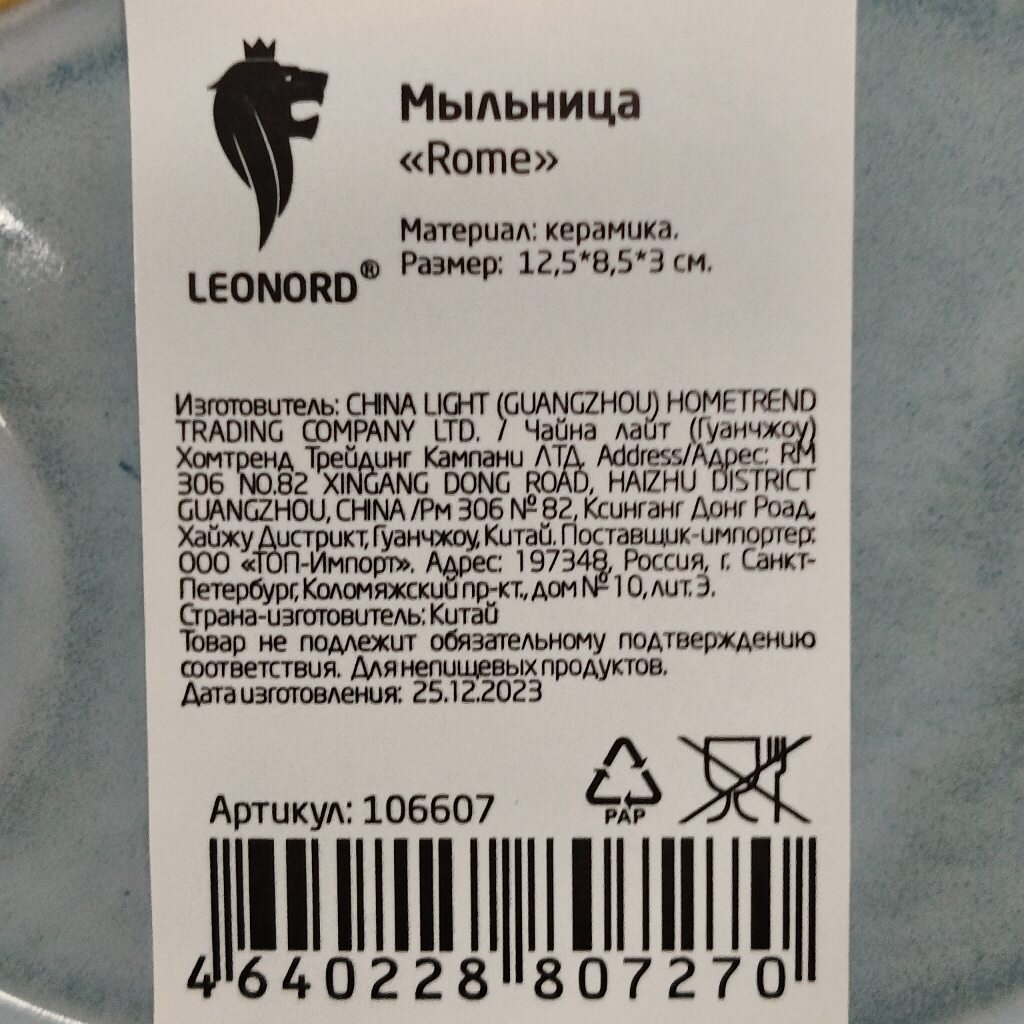 Мыльница
«Rome»
Материал: керамика.
Размер: 12,5*8,5*3 см.
LEONORD®
Изготовитель: CHINA LIGHT (GUANGZHOU) HOMETREND
TRADING COMPANY LTD. / Чайна лайт (Гуанчжоу)
Хомтренд Трейдинг Кампани ЛТД. Address/Адрес: RM
306 NO.82 XINGANG DONG ROAD, HAIZHU DISTRICT
GUANGZHOU, CHINA /Рм 306 №82, Ксинганг Донг Роад,
Хайжу Дистрикт, Гуанчжоу, Китай. Поставщик-импортер:
ООО «ТОП-Импорт». Адрес: 197348, Россия, г. Санкт-
Петербург, Коломяжский пр-кт., дом №10, лит. Э.
Страна-изготовитель: Китай
Товар не подлежит обязательному подтверждению
соответствия. Для непищевых продуктов.
Дата изготовления: 25.12.2023
Артикул: 106607
PAP
4 640228 807270